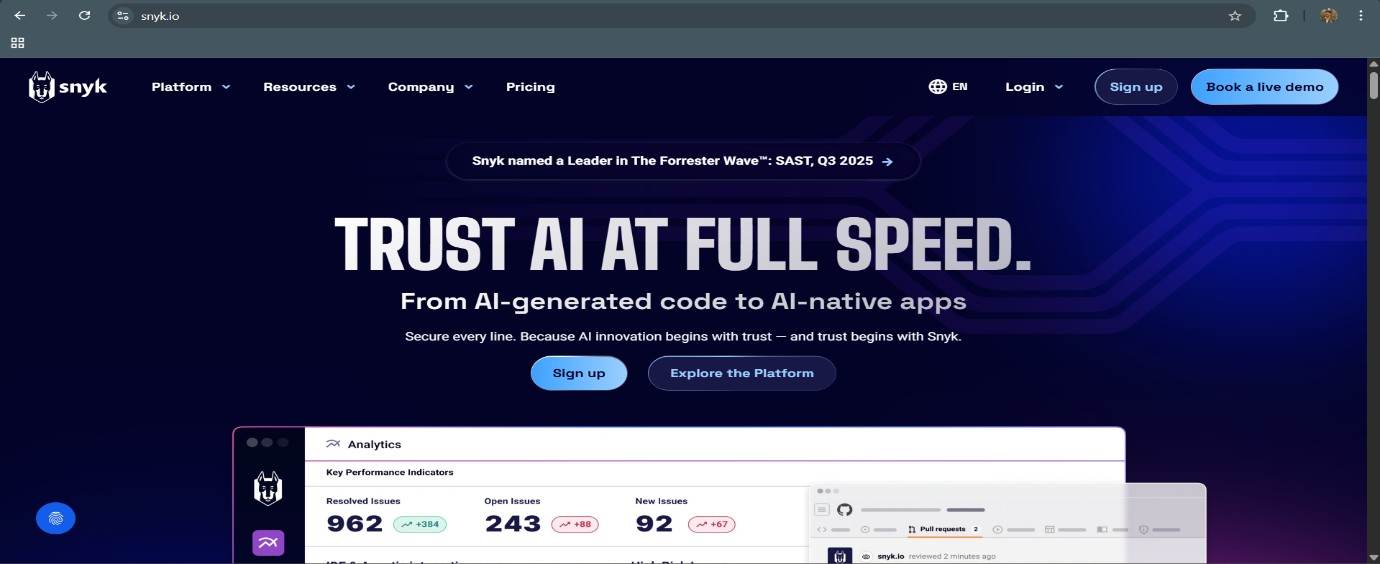 snyk.io
snyk
Platform Resources Company Pricing
EN Login Sign up Book a live demo
Snyk named a Leader in The Forrester Wave™: SAST, Q3 2025 →
TRUST AI AT FULL SPEED.
From AI-generated code to AI-native apps
Secure every line. Because AI innovation begins with trust — and trust begins with Snyk.
Sign up Explore the Platform
Analytics
Key Performance Indicators
Resolved Issues Open Issues New Issues
962 +384 243 +88 92 +67
Pull requests 2
snyk.io reviewed 2 minutes ago